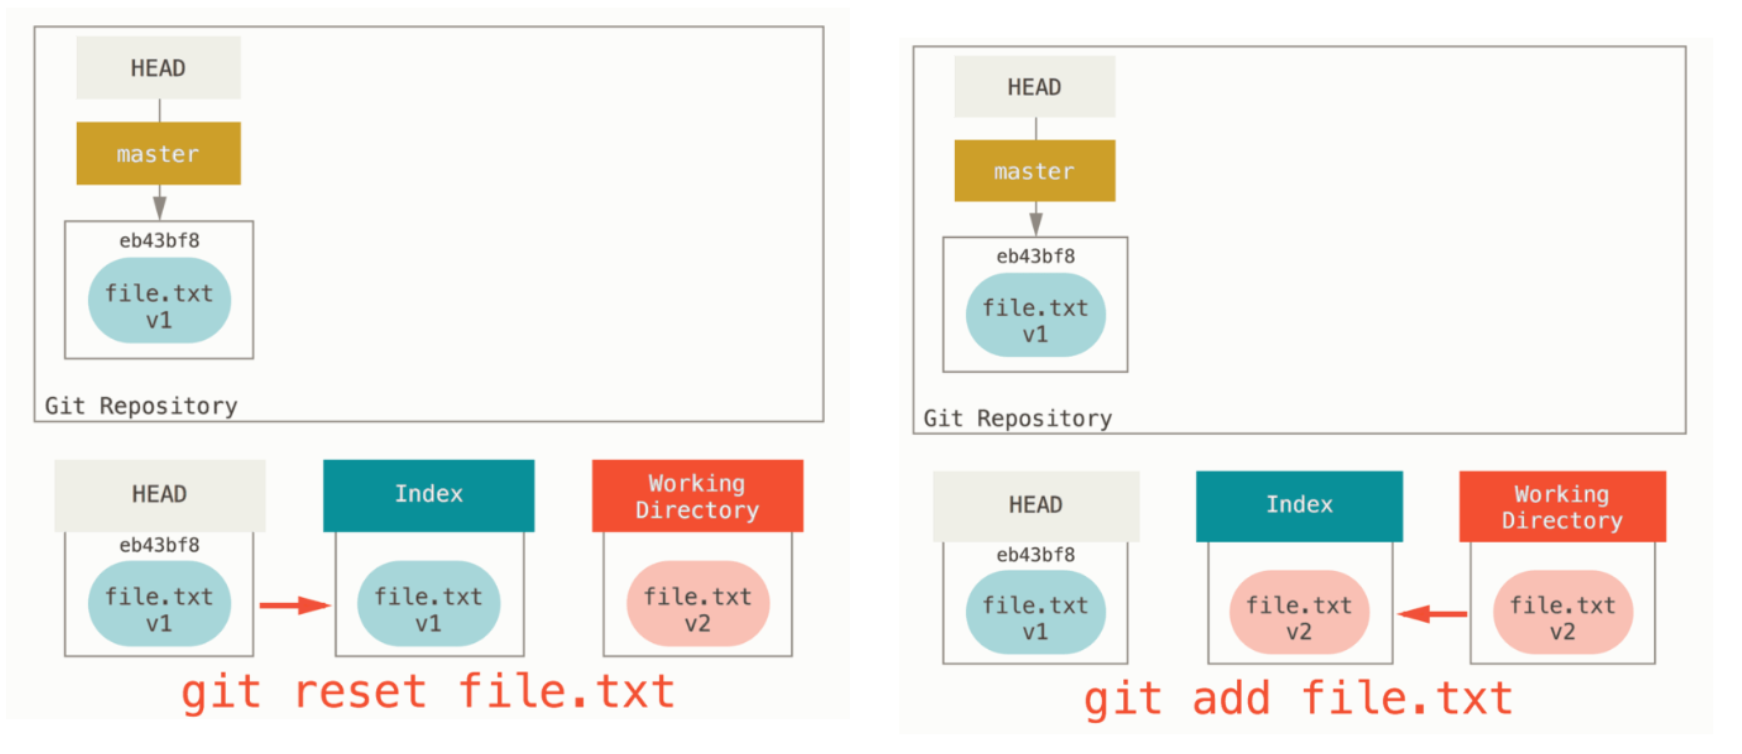 HEAD
master
eb43bf8
file.txt
v1
Git Repository
HEAD
Index
Working
Directory
eb43bf8
file.txt
v1
file.txt
v1
file.txt
v2
git reset file.txt
HEAD
master
eb43bf8
file.txt
v1
Git Repository
HEAD
Index
Working
Directory
eb43bf8
file.txt
v1
file.txt
v2
file.txt
v2
git add file.txt